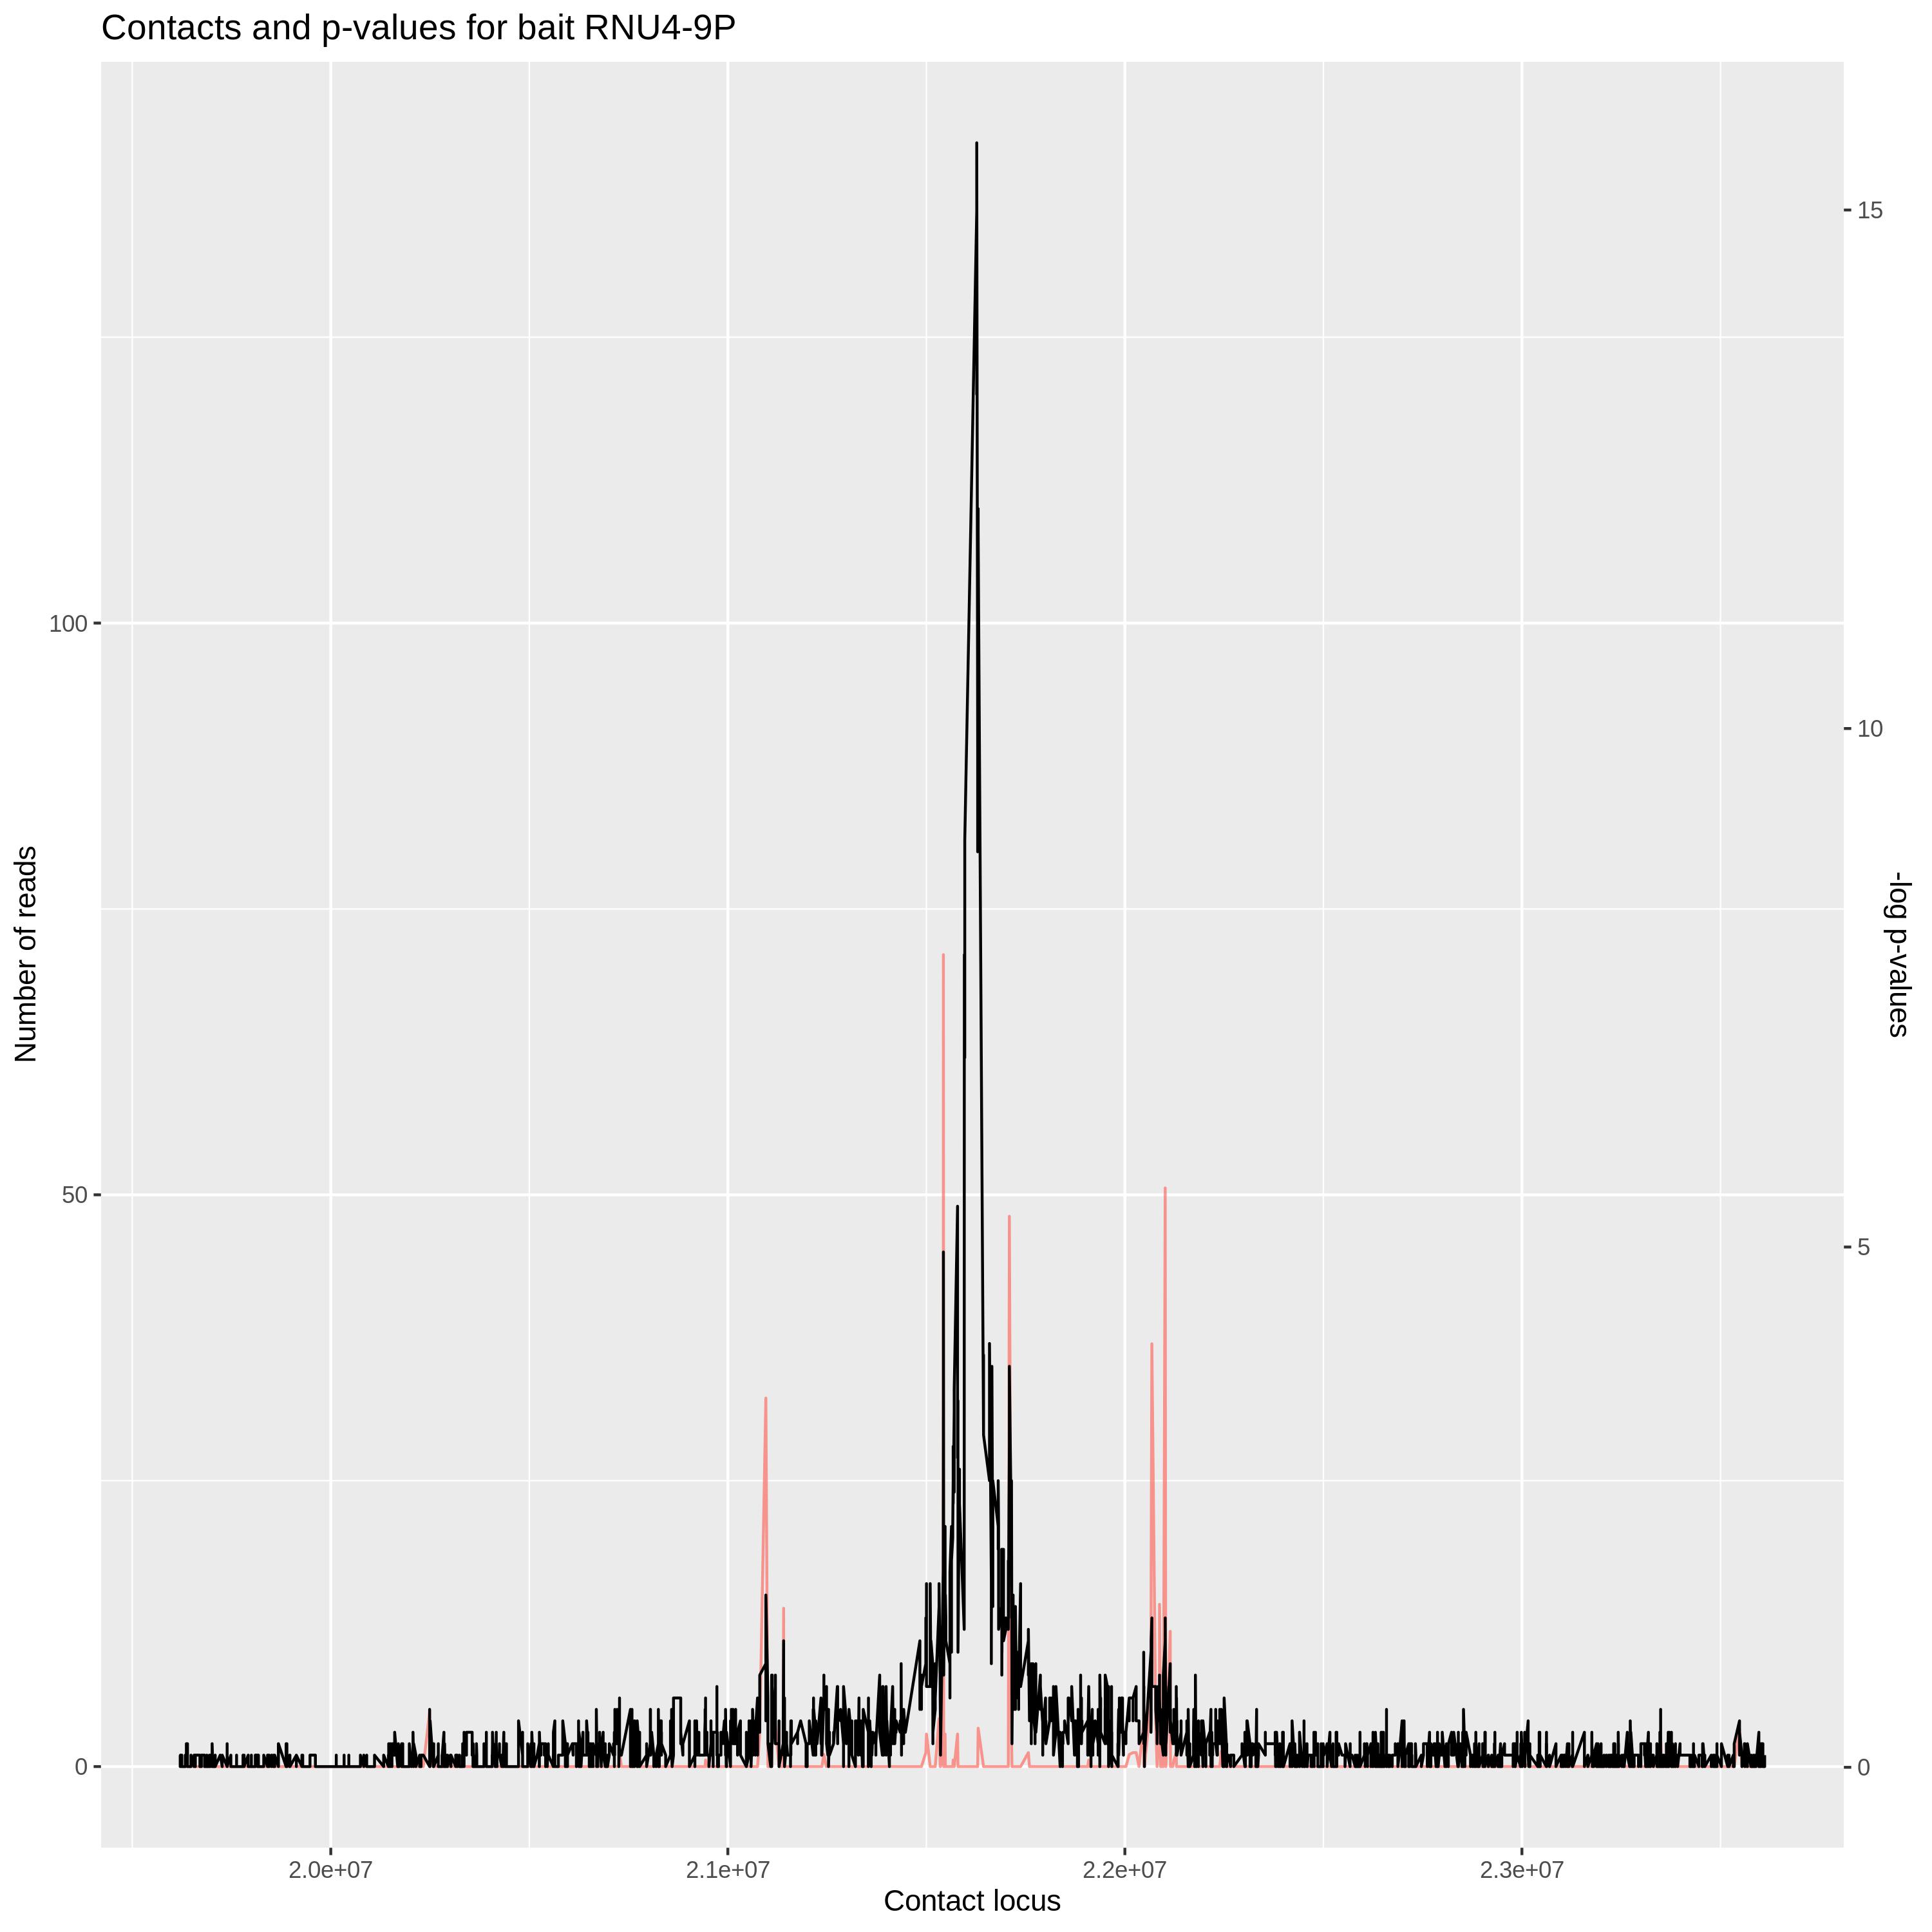 Contacts and p-values for bait RNU4-9P
Number of reads
100
50
0
15
10
5
0
-log p-values
2.0e+07
2.1e+07
2.2e+07
2.3e+07
Contact locus